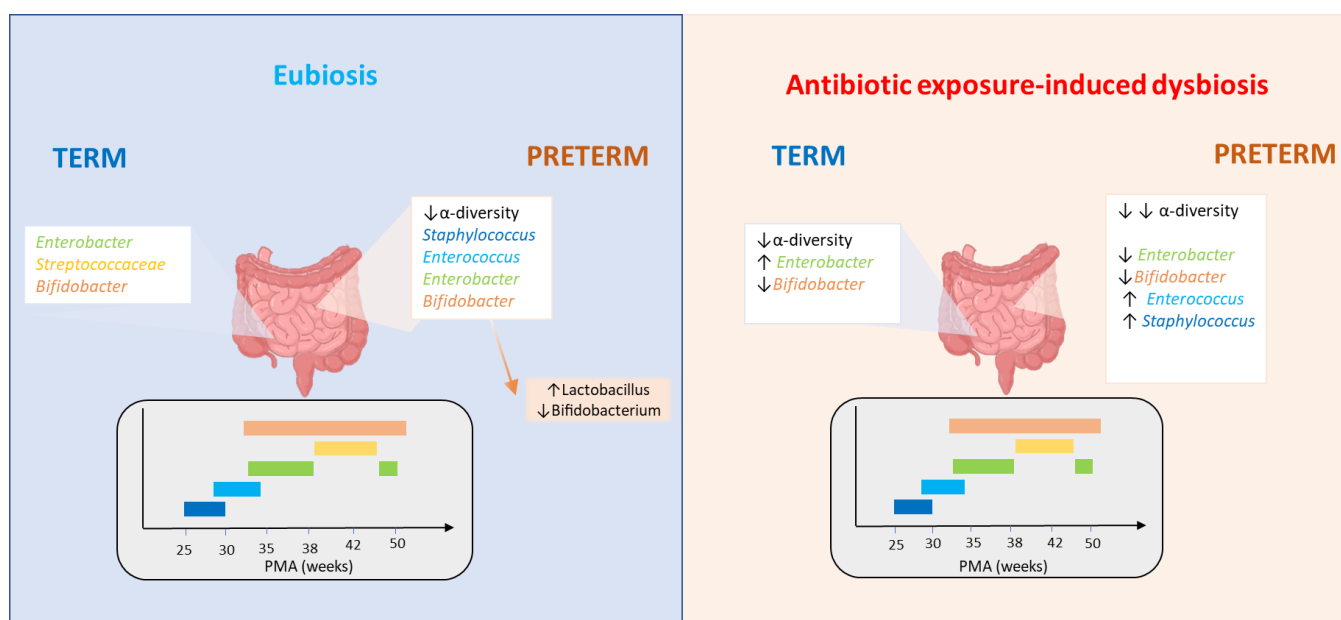 Eubiosis
TERM
PRETERM
Enterobacter
Streptococcaceae
Bifidobacter
↓α-diversity
Staphylococcus
Enterococcus
Enterobacter
Bifidobacter
↑Lactobacillus
↓Bifidobacterium
25 30 35 38 42 50
PMA (weeks)
Antibiotic exposure-induced dysbiosis
TERM
PRETERM
↓α-diversity
↑ Enterobacter
↓Bifidobacter
↓ ↓ α-diversity
↓ Enterobacter
↓Bifidobacter
↑ Enterococcus
↑ Staphylococcus
25 30 35 38 42 50
PMA (weeks)